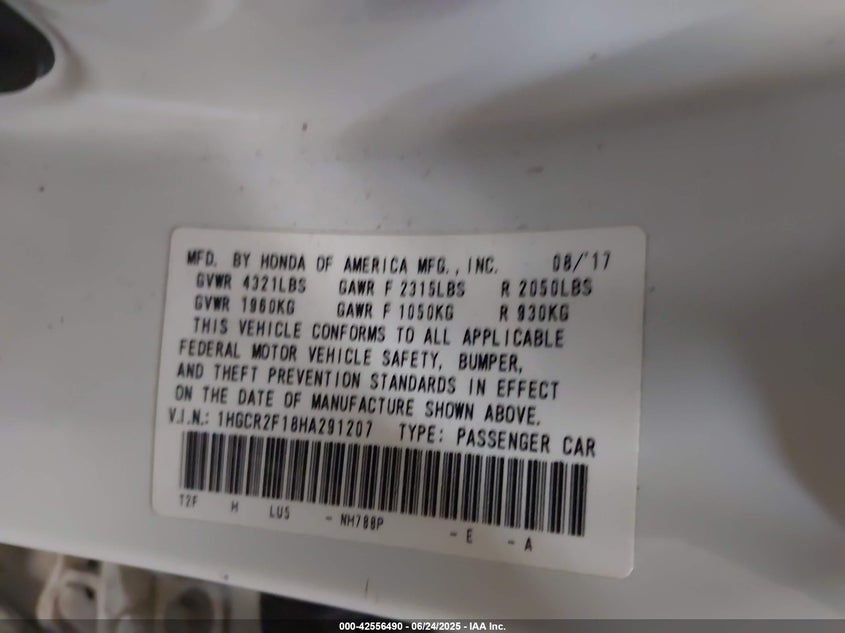 MFD. BY HONDA OF AMERICA MFG., INC. 08/'17
GVWR 4321LBS GAWR F 2315LBS R 2050LBS
GVWR 1960KG GAWR F 1050KG R 930KG
THIS VEHICLE CONFORMS TO ALL APPLICABLE
FEDERAL MOTOR VEHICLE SAFETY, BUMPER,
AND THEFT PREVENTION STANDARDS IN EFFECT
ON THE DATE OF MANUFACTURE SHOWN ABOVE.
V.I.N.: 1HGCR2F18HA291207 TYPE: PASSENGER CAR
T2F H LUS - NH788P - E - A
000-42556490 - 06/24/2025 - IAA Inc.